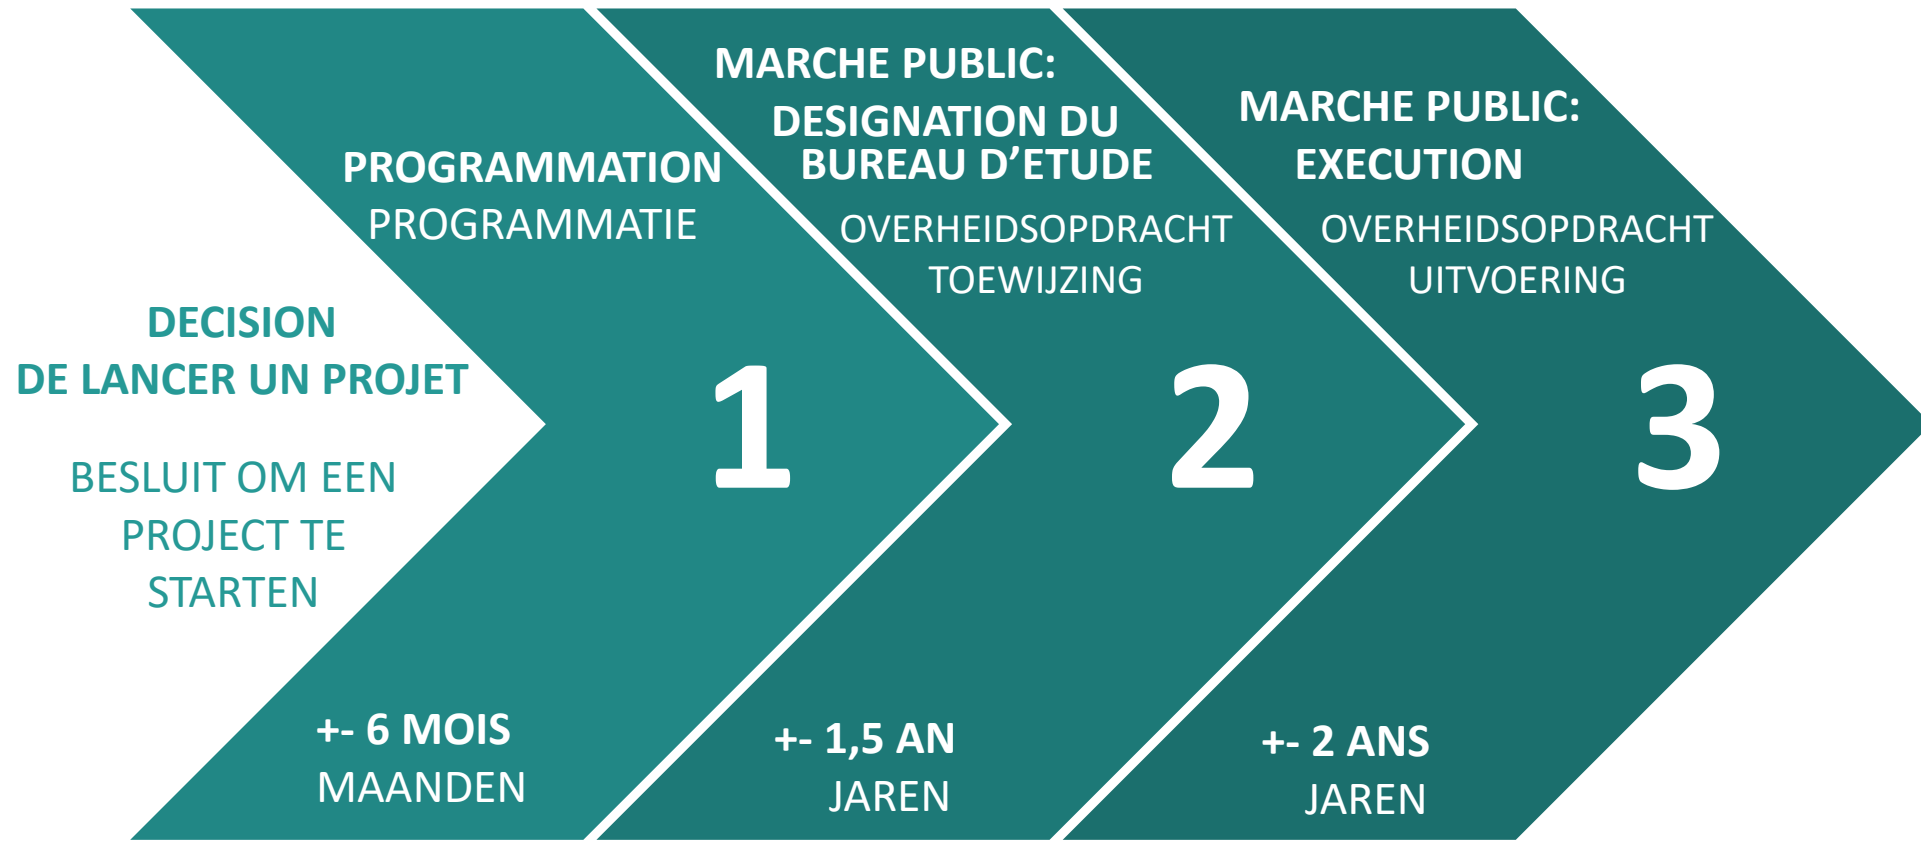 DECISION
DE LANCER UN PROJET
BESLUIT OM EEN
PROJECT TE
STARTEN
PROGRAMMATION
PROGRAMMATIE
1
+- 6 MOIS
MAANDEN
MARCHE PUBLIC:
DESIGNATION DU
BUREAU D’ETUDE
OVERHEIDSOPDRACHT
TOEWIJZING
2
+- 1,5 AN
JAREN
MARCHE PUBLIC:
EXECUTION
OVERHEIDSOPDRACHT
UITVOERING
3
+- 2 ANS
JAREN